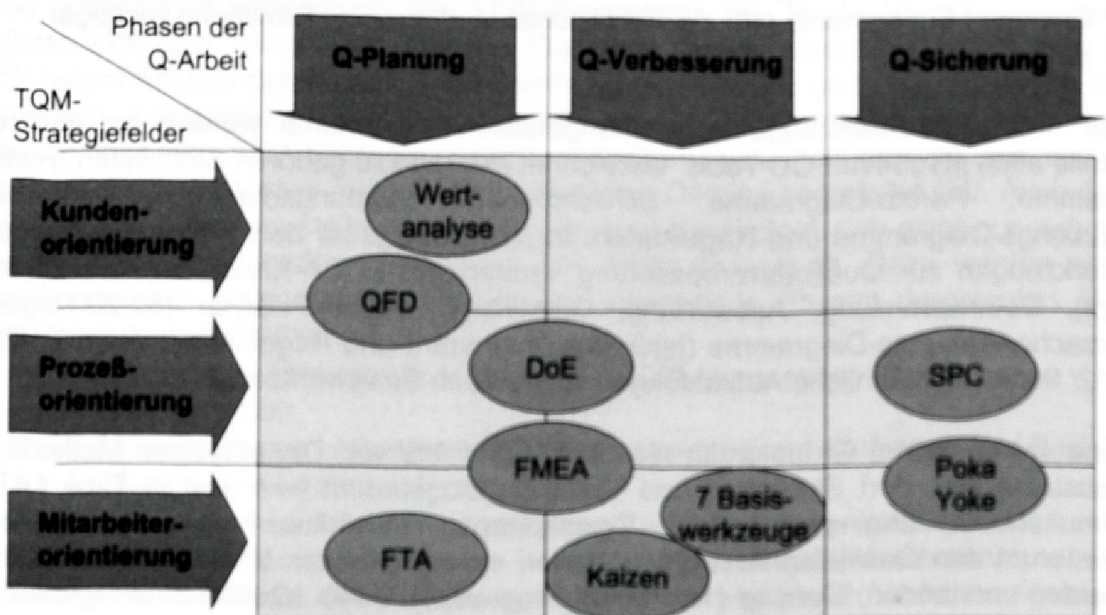 Phasen der
Q-Arbeit
Q-Planung
Q-Verbesserung
Q-Sicherung
TQM-
Strategiefelder
Kunden-
orientierung
Wert-
analyse
QFD
Prozeß-
orientierung
DoE
SPC
FMEA
Poka
Yoke
7 Basis-
werkzeuge
Mitarbeiter-
orientierung
FTA
Kaizen